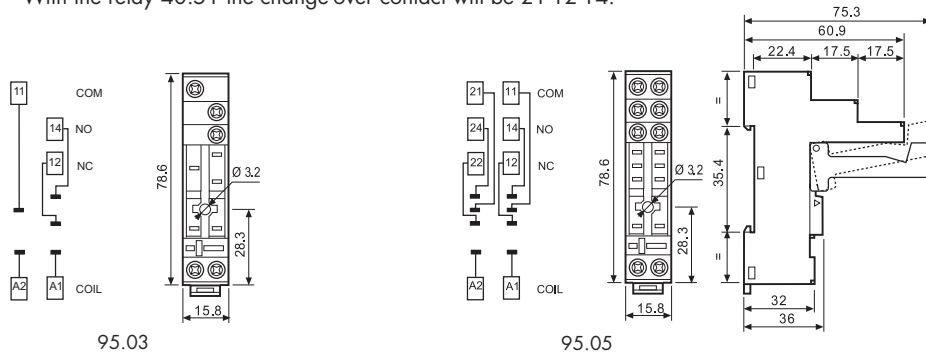 With the relay 40.31 the change over contact will be 21-12-14.
75.3
60.9
22.4 17.5 17.5
11 COM
14 NO
12 NC
78.6
Ø 3.2
28.3
A2 A1 COIL
15.8
95.03
21 11 COM
24 14 NO
22 12 NC
78.6
Ø 3.2
28.3
A2 A1 COIL
15.8
95.05
=
35.4
=
32
36